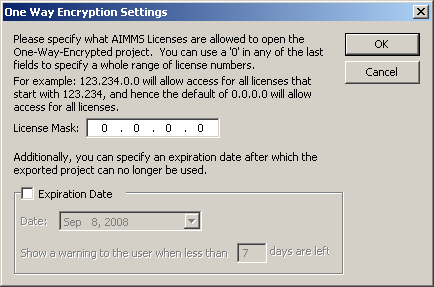 One Way Encryption Settings
Please specify what AIMMS Licenses are allowed to open the
One-Way-Encrypted project. You can use a '0' in any of the last
fields to specify a whole range of license numbers.
For example: 123.234.0.0 will allow access for all licenses that
start with 123.234, and hence the default of 0.0.0.0 will allow
access for all licenses.
OK
Cancel
License Mask: 0 . 0 . 0 . 0
Additionally, you can specify an expiration date after which the
exported project can no longer be used.
Expiration Date
Date: Sep 8, 2008
Show a warning to the user when less than 7 days are left